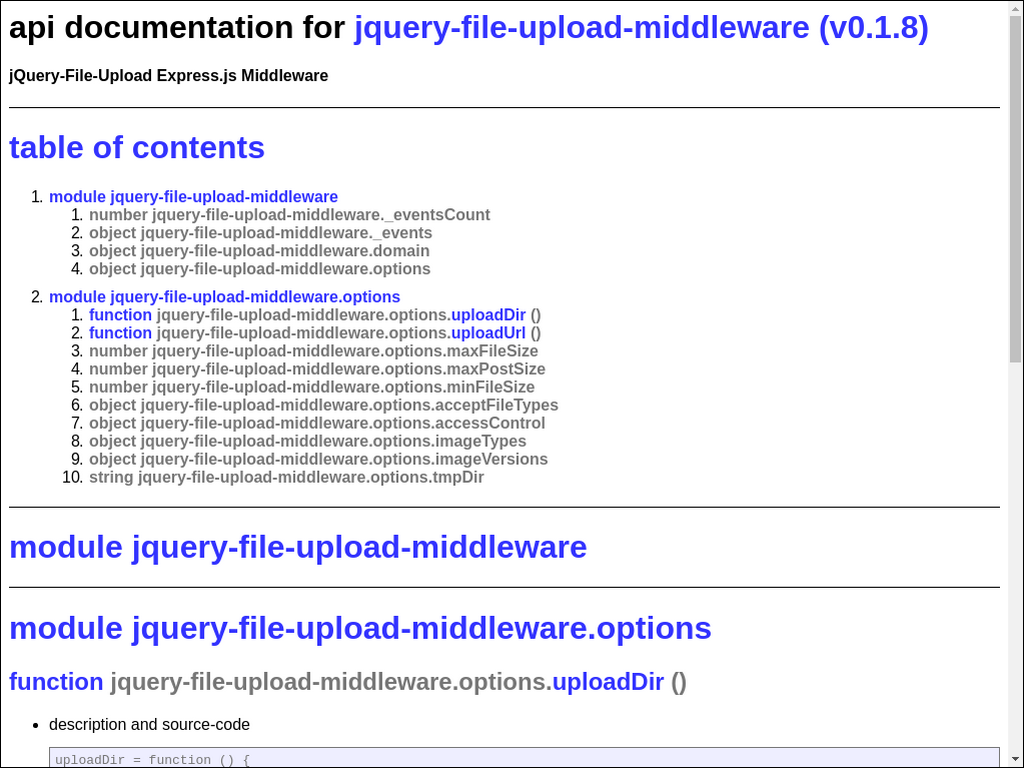 api documentation for jquery-file-upload-middleware (v0.1.8)
jQuery-File-Upload Express.js Middleware
table of contents
1. module jquery-file-upload-middleware
1. number jquery-file-upload-middleware._eventsCount
2. object jquery-file-upload-middleware._events
3. object jquery-file-upload-middleware.domain
4. object jquery-file-upload-middleware.options
2. module jquery-file-upload-middleware.options
1. function jquery-file-upload-middleware.options.uploadDir ()
2. function jquery-file-upload-middleware.options.uploadUrl ()
3. number jquery-file-upload-middleware.options.maxFileSize
4. number jquery-file-upload-middleware.options.maxPostSize
5. number jquery-file-upload-middleware.options.minFileSize
6. object jquery-file-upload-middleware.options.acceptFileTypes
7. object jquery-file-upload-middleware.options.accessControl
8. object jquery-file-upload-middleware.options.imageTypes
9. object jquery-file-upload-middleware.options.imageVersions
10. string jquery-file-upload-middleware.options.tmpDir
module jquery-file-upload-middleware
module jquery-file-upload-middleware.options
function jquery-file-upload-middleware.options.uploadDir ()
• description and source-code
uploadDir = function () {